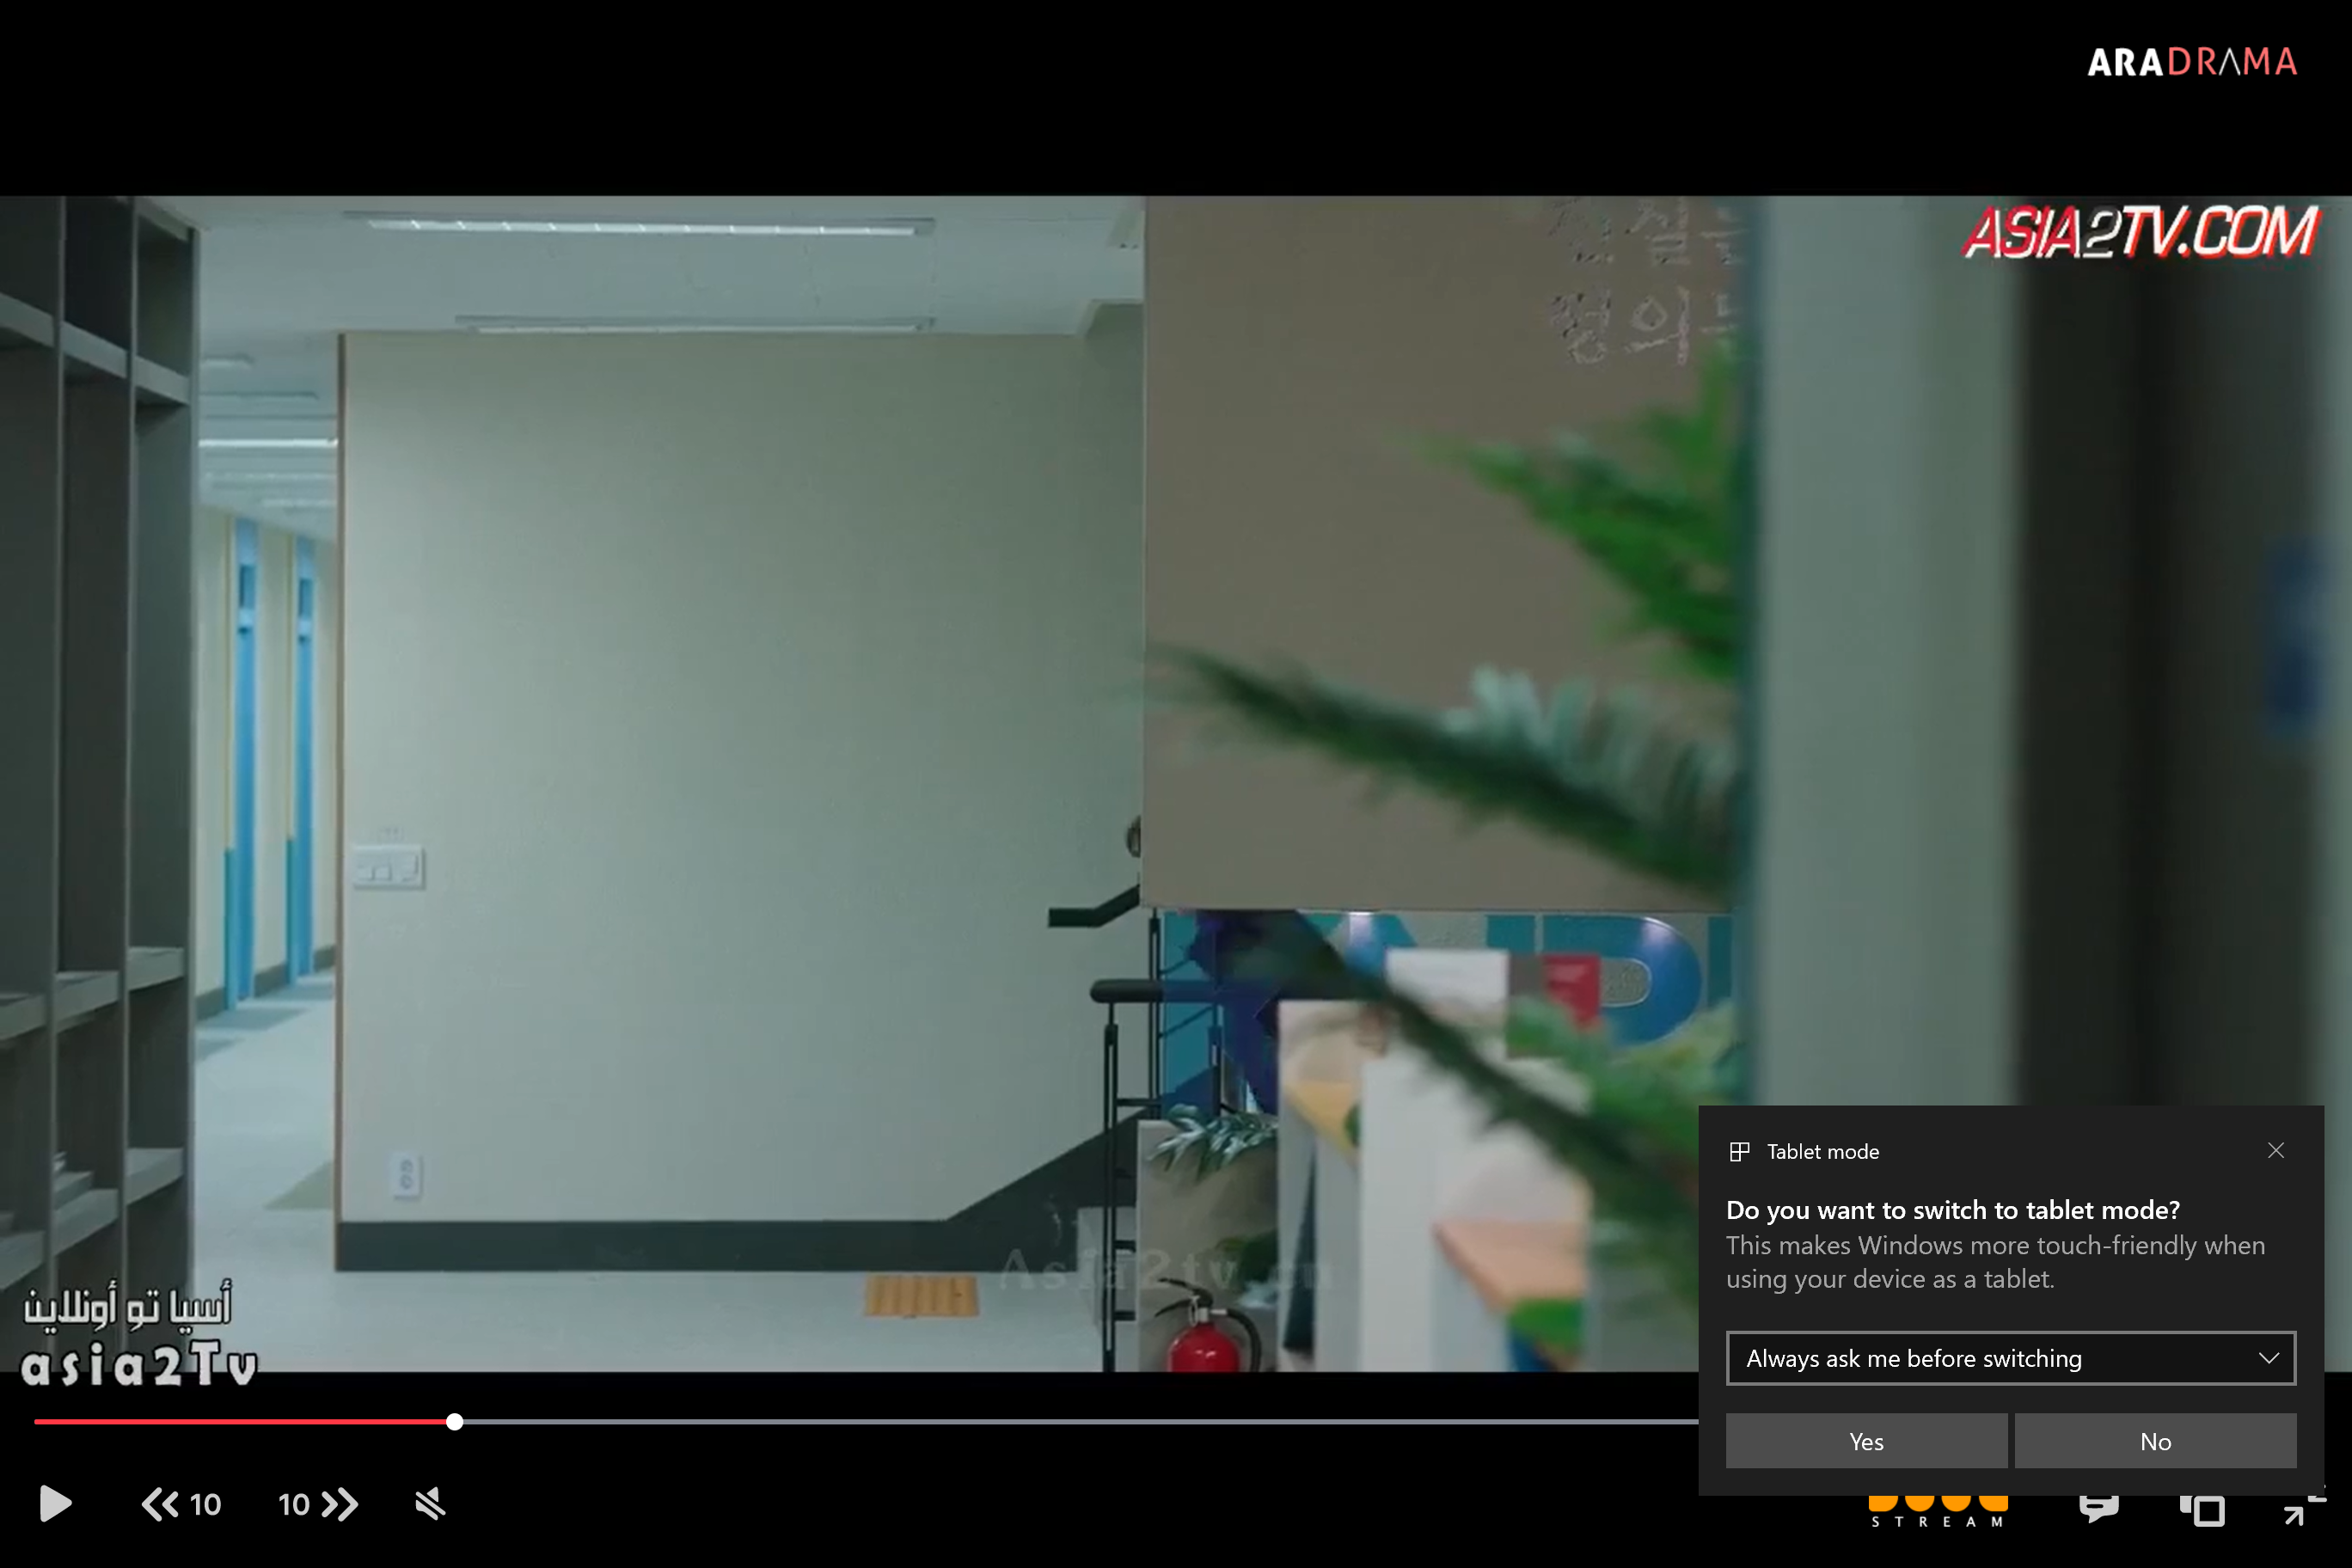 ARADRAMA
ASIA2TV.COM
Asia2tv.cn
أسيا تو أونلاين
asia2Tv
Tablet mode
Do you want to switch to tablet mode?
This makes Windows more touch-friendly when
using your device as a tablet.
Always ask me before switching
Yes
No
10
10
STREAM